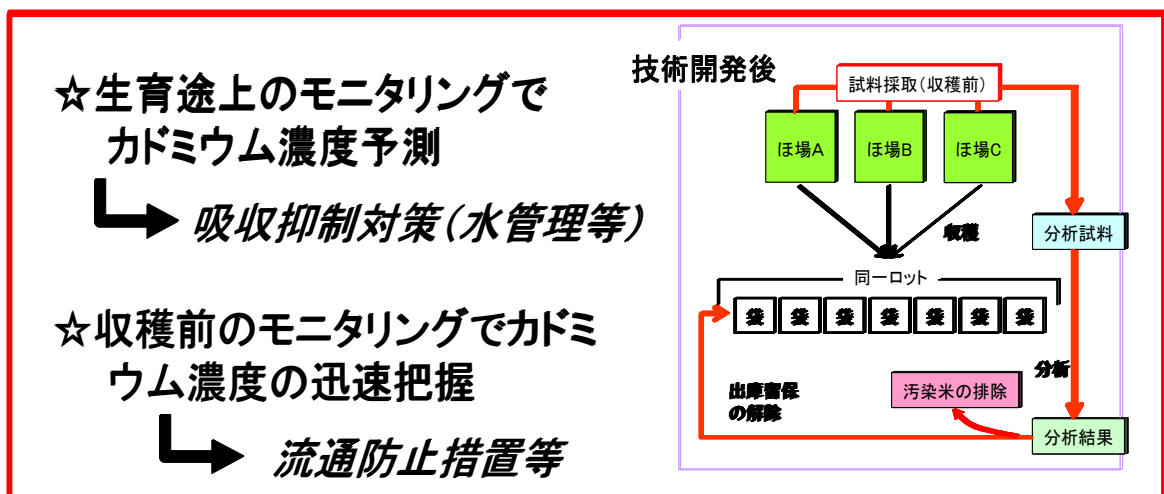 ☆生育途上のモニタリングで
カドミウム濃度予測
吸収抑制対策(水管理等)
☆収穫前のモニタリングでカドミ
ウム濃度の迅速把握
流通防止措置等
技術開発後
試料採取(収穫前)
ほ場A
ほ場B
ほ場C
収穫
分析試料
同一ロット
袋 袋 袋 袋 袋 袋 袋
分析
出庫留保
の解除
汚染米の排除
分析結果